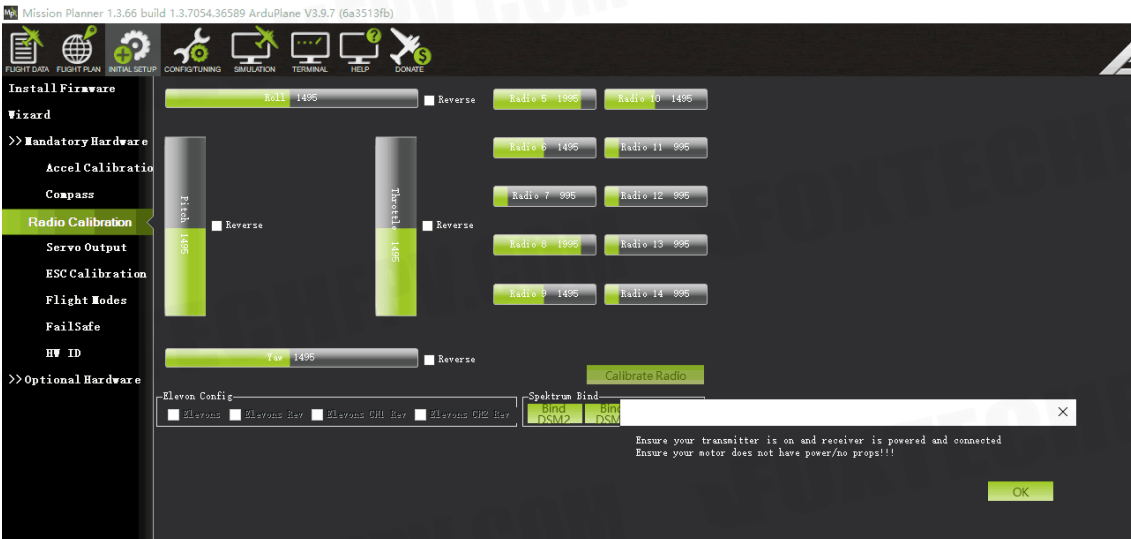 Mission Planner 1.3.66 build 1.3.7054.36589 ArduPlane V3.9.7 (6a3513fb)
FLIGHT DATA FLIGHT PLAN INITIAL SETUP CONFIG/TUNING SIMULATION TERMINAL HELP DONATE
Install Firmware
Wizard
>> Mandatory Hardware
Accel Calibratio
Compass
Radio Calibration
Servo Output
ESC Calibration
Flight Modes
FailSafe
HW ID
>> Optional Hardware
Roll 1495
Reverse
Pitch 1495
Reverse
Throttle 1495
Reverse
Yaw 1495
Reverse
Radio 5 1995
Radio 10 1495
Radio 6 1495
Radio 11 995
Radio 7 995
Radio 12 995
Radio 8 1995
Radio 13 995
Radio 9 1495
Radio 14 995
Calibrate Radio
Elevon Config
Elevons Elevons Rev Elevons CH1 Rev Elevons CH2 Rev
Spektrum Bind
Bind DSM2
Bind DSM
Ensure your transmitter is on and receiver is powered and connected
Ensure your motor does not have power/no props!!!
OK